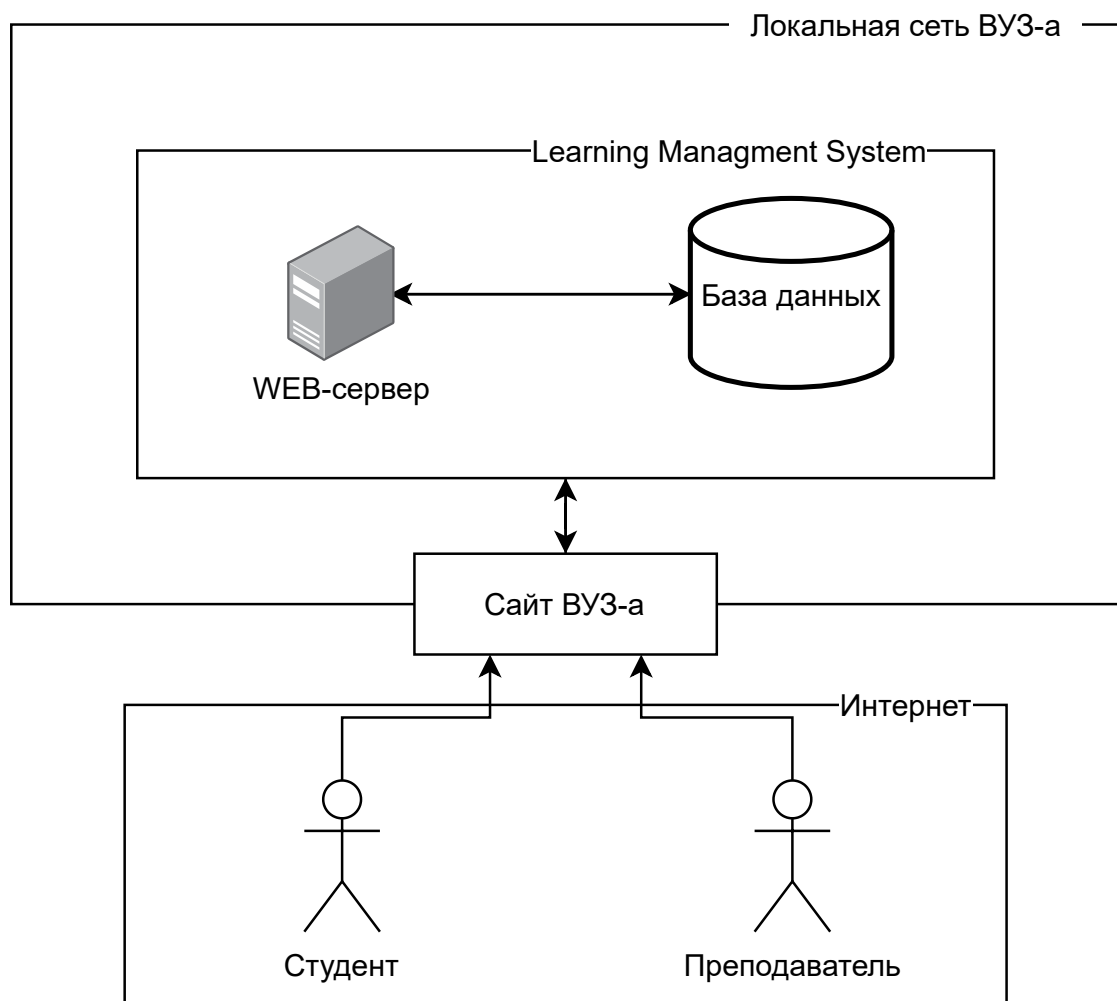 Локальная сеть ВУЗ-а
Learning Managment System
База данных
WEB-сервер
Сайт ВУЗ-а
Интернет
Студент
Преподаватель